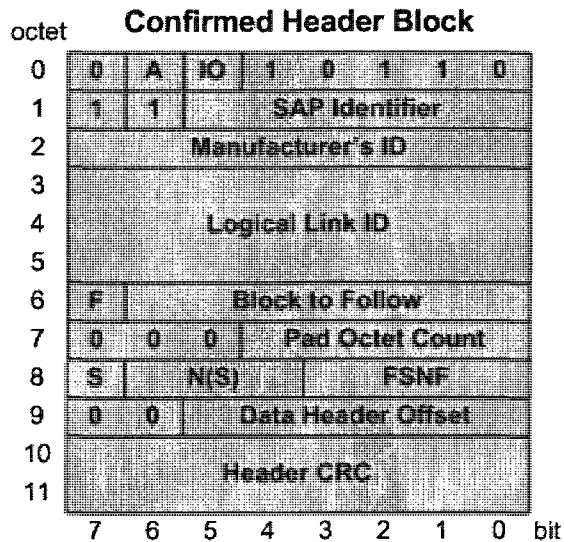 Confirmed Header Block
octet
0 0 A IO 1 0 1 1 0
1 1 1 SAP Identifier
2 Manufacturer's ID
3
4 Logical Link ID
5
6 F Block to Follow
7 0 0 0 Pad Octet Count
8 S N(S) FSNF
9 0 0 Data Header Offset
10
Header CRC
11
7 6 5 4 3 2 1 0 bit